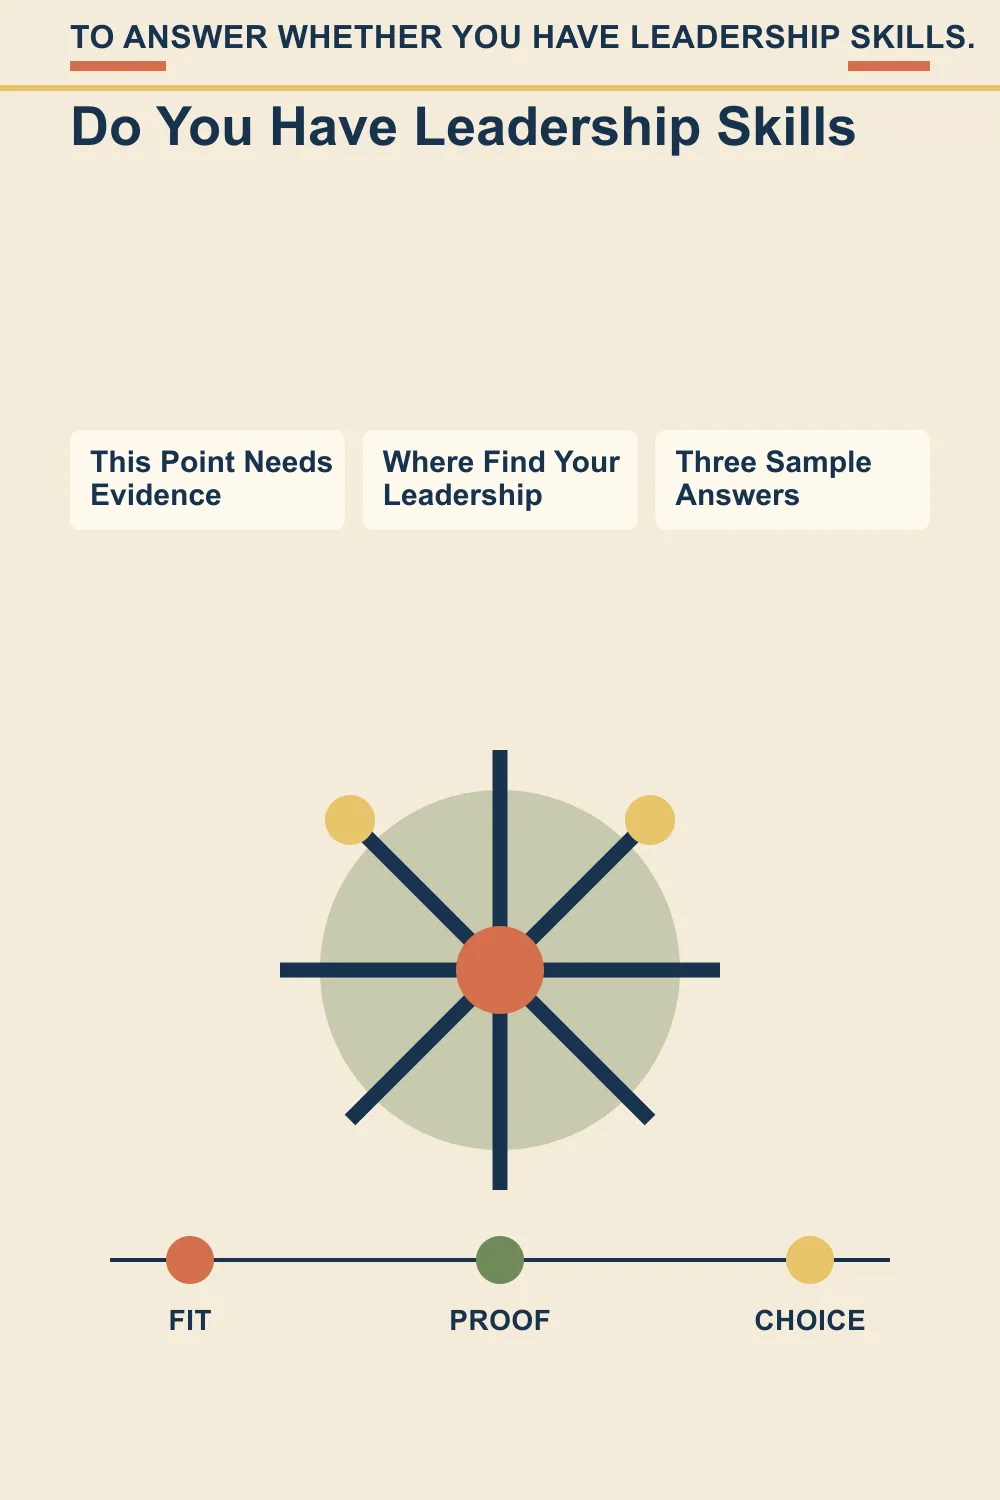 TO ANSWER WHETHER YOU HAVE LEADERSHIP SKILLS.
Do You Have Leadership Skills
This Point Needs
Evidence
Where Find Your
Leadership
Three Sample
Answers
FIT
PROOF
CHOICE